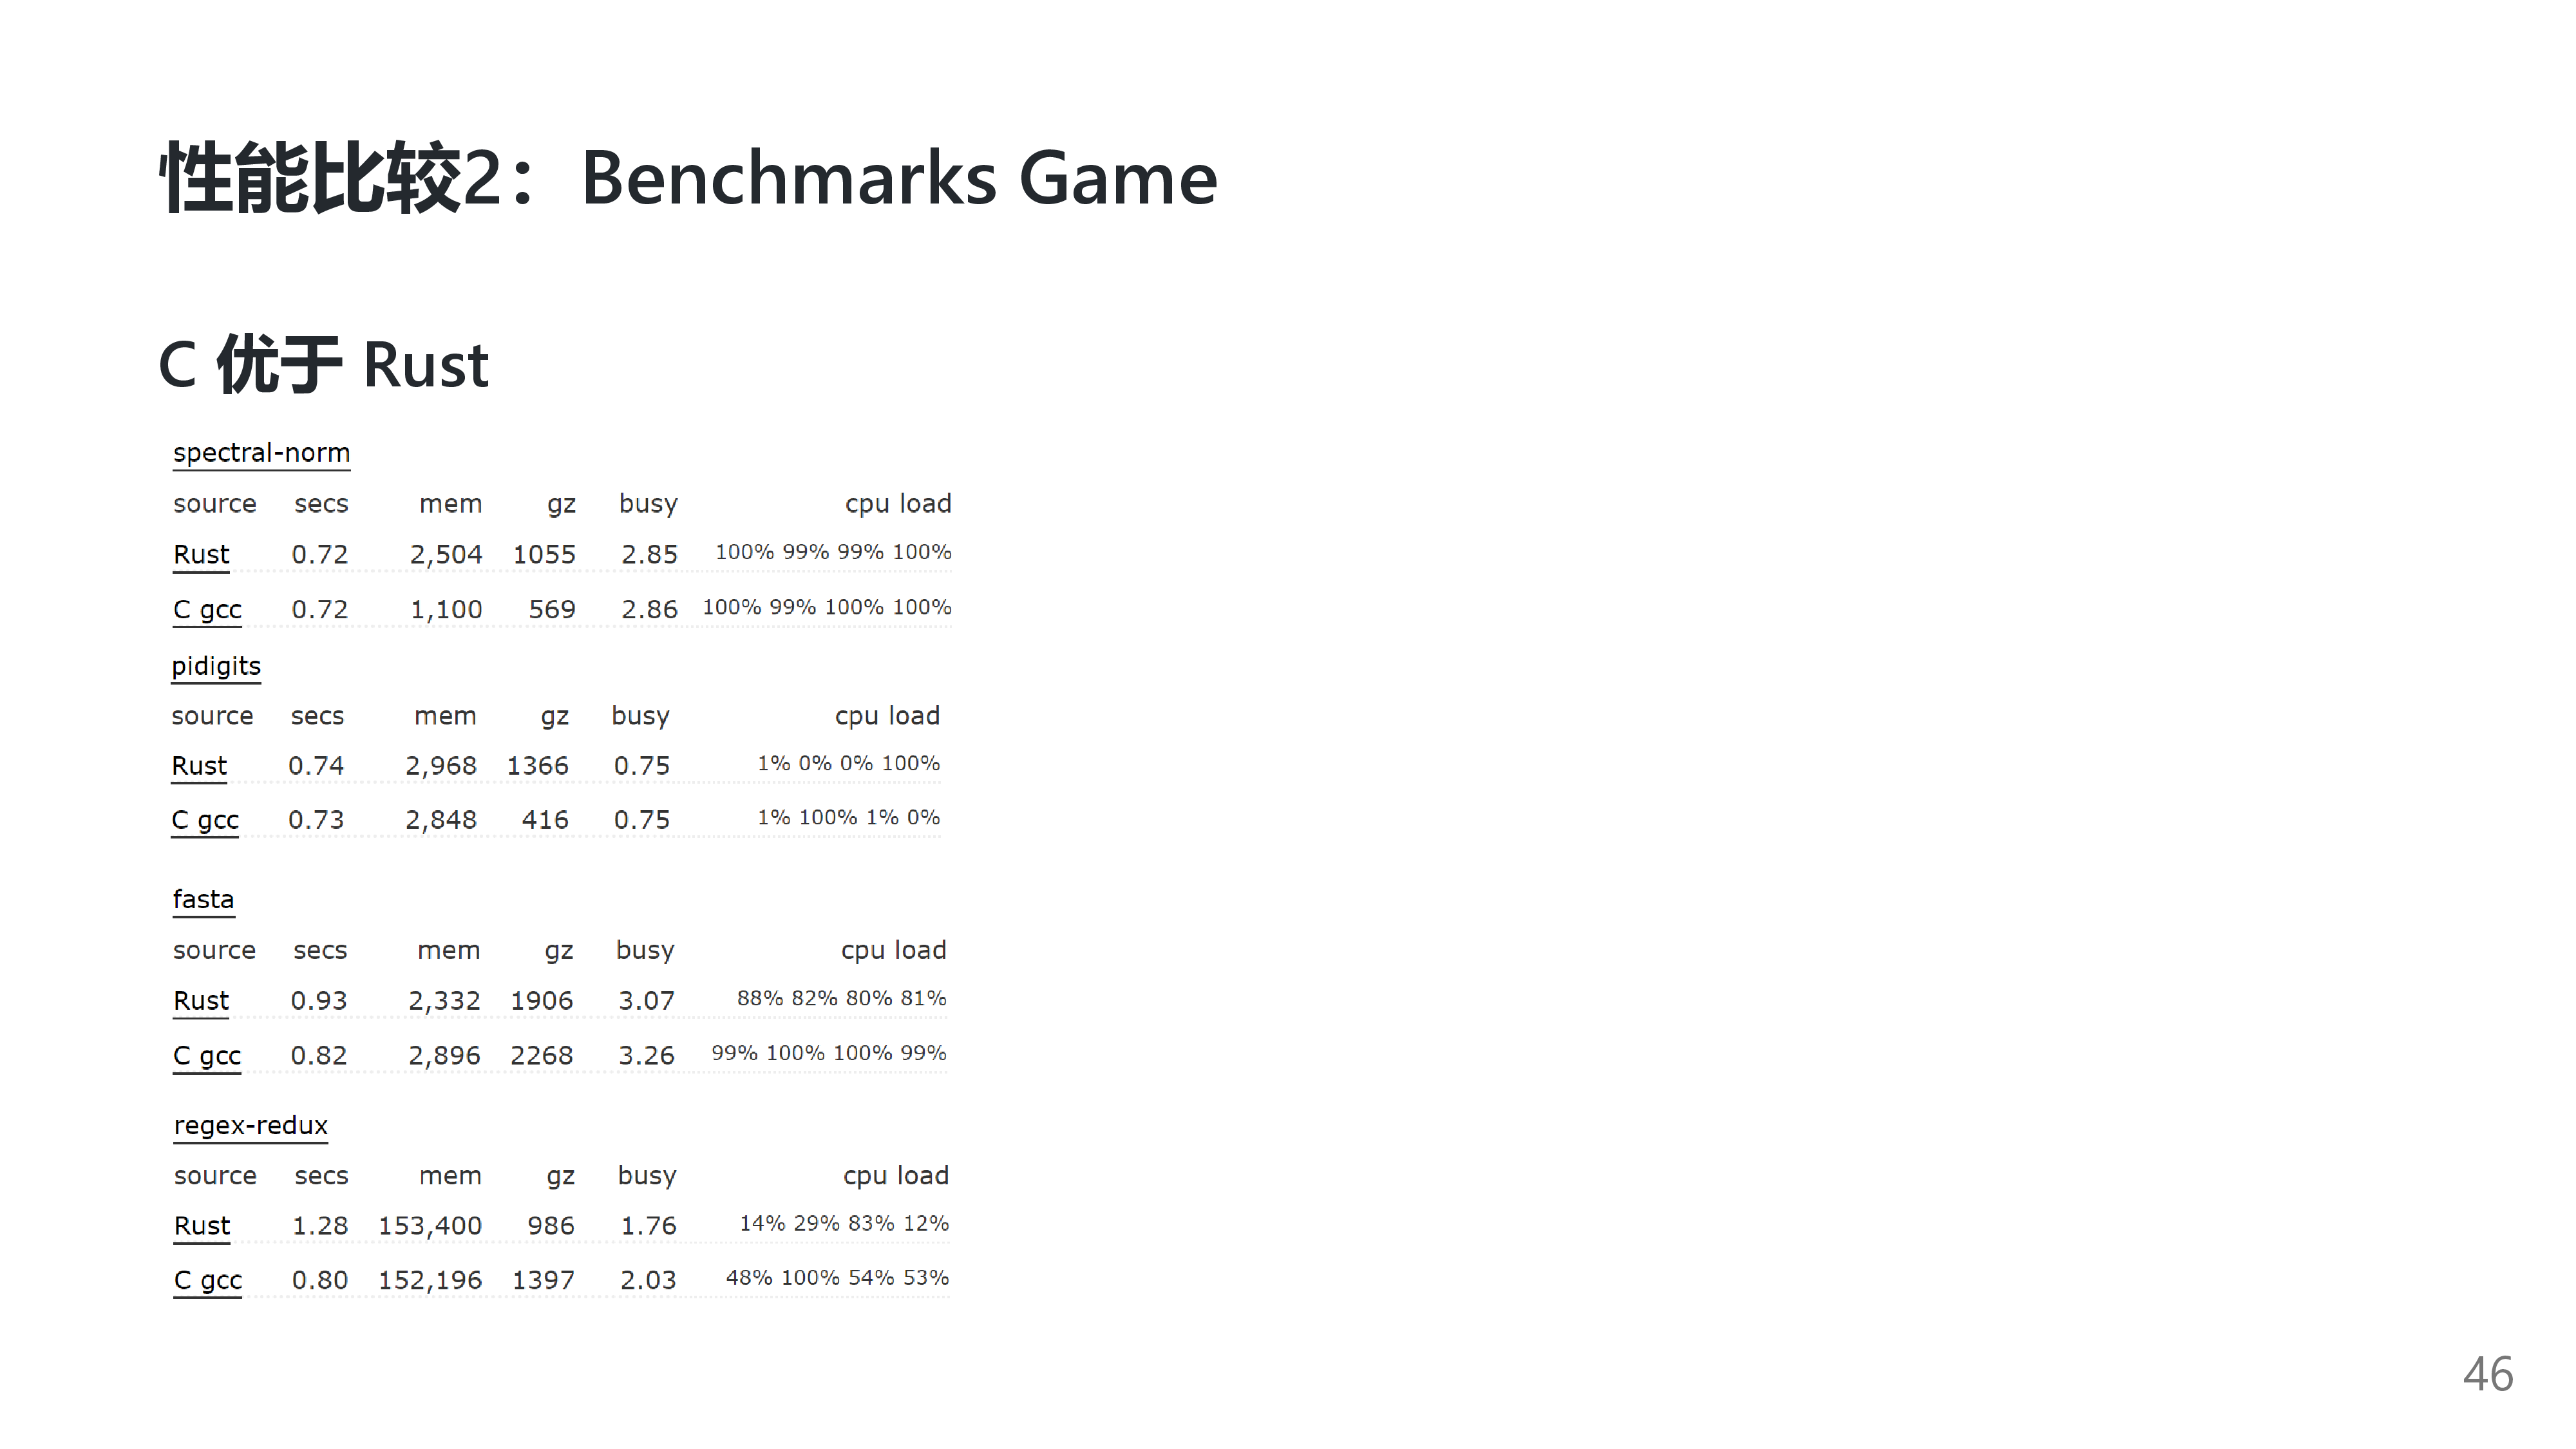 性能比较2：Benchmarks Game
C 优于 Rust
spectral-norm
source secs mem gz busy cpu load
Rust 0.72 2,504 1055 2.85 100% 99% 99% 100%
C gcc 0.72 1,100 569 2.86 100% 99% 100% 100%
pidigits
source secs mem gz busy cpu load
Rust 0.74 2,968 1366 0.75 1% 0% 0% 100%
C gcc 0.73 2,848 416 0.75 1% 100% 1% 0%
fasta
source secs mem gz busy cpu load
Rust 0.93 2,332 1906 3.07 88% 82% 80% 81%
C gcc 0.82 2,896 2268 3.26 99% 100% 100% 99%
regex-redux
source secs mem gz busy cpu load
Rust 1.28 153,400 986 1.76 14% 29% 83% 12%
C gcc 0.80 152,196 1397 2.03 48% 100% 54% 53%
46